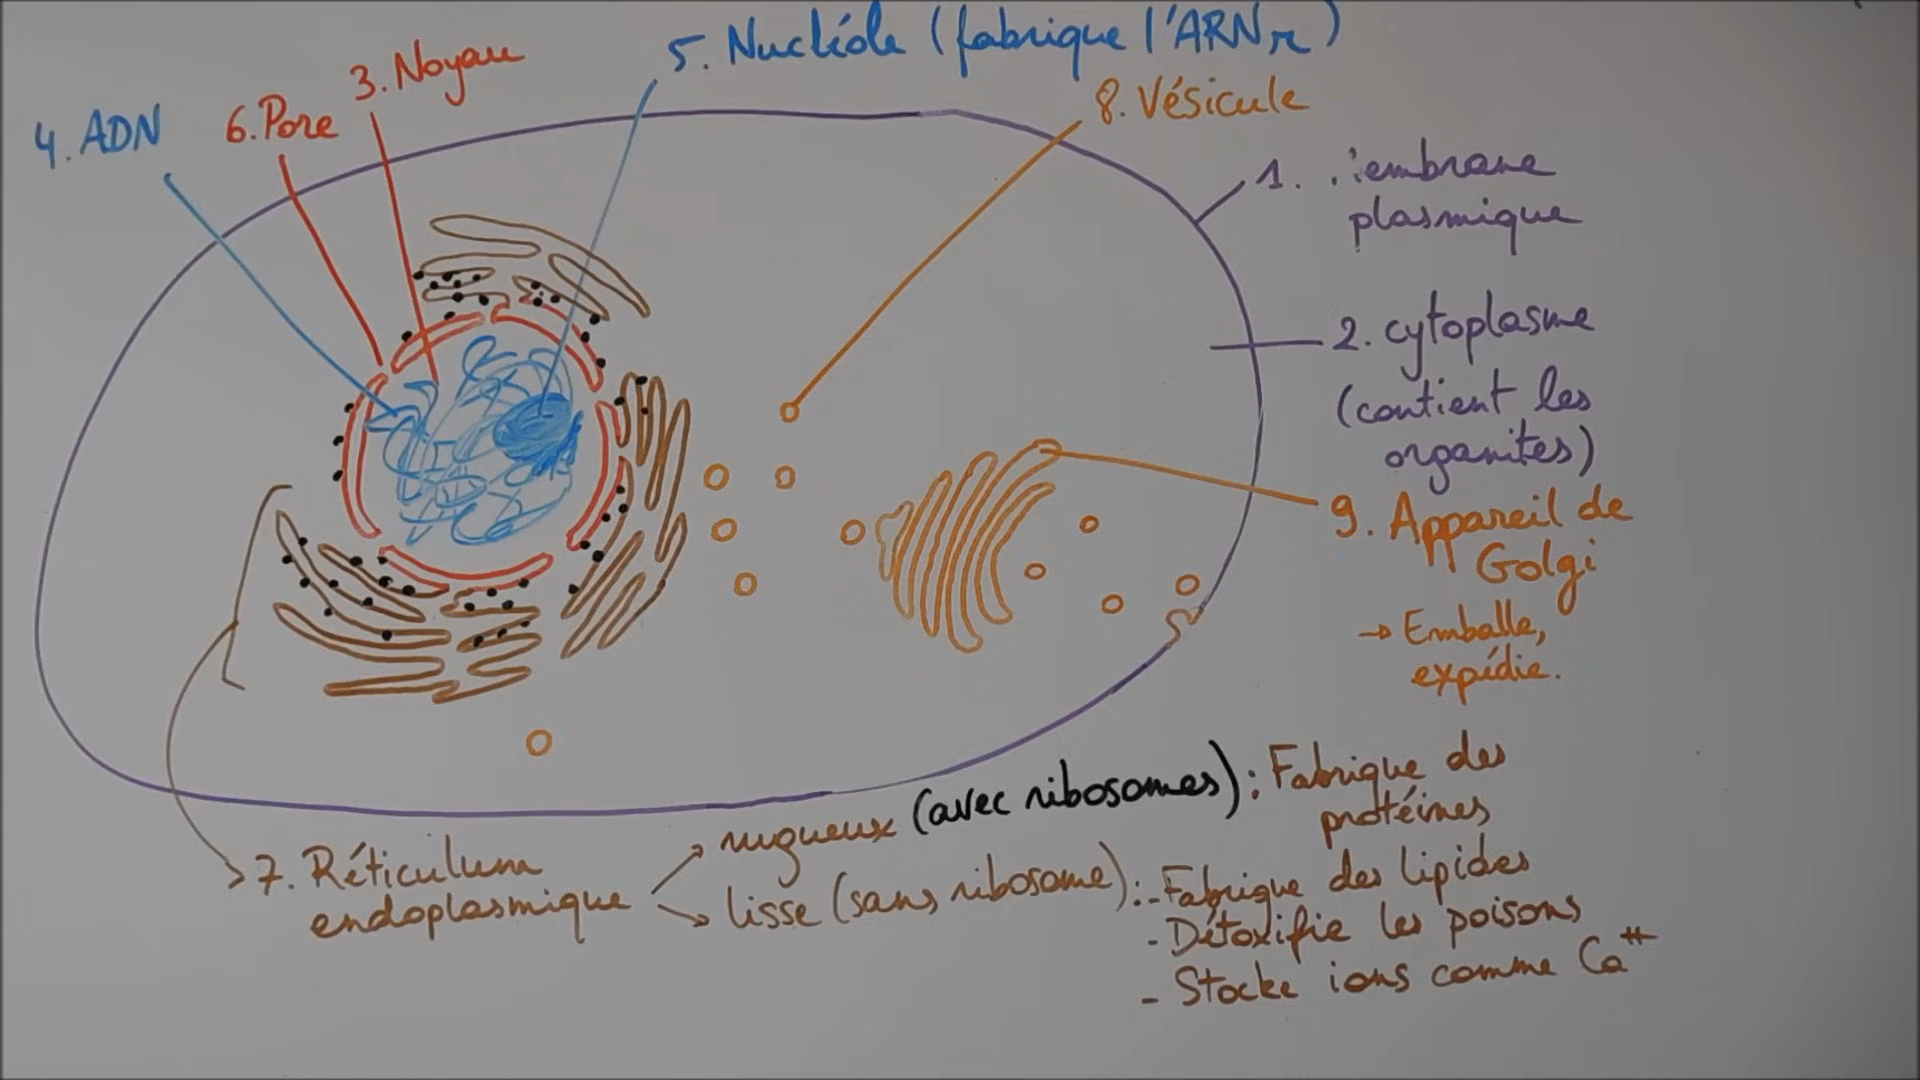 5. Nucléole (fabrique l'ARNr)
3. Noyau
8. Vésicule
4. ADN
6. Pore
1. membrane
plasmique
2. cytoplasme
(contient les
organites)
9. Appareil de
Golgi
→ Emballe,
expédie.
7. Réticulum
endoplasmique
rugueux (avec ribosomes) : Fabrique des
protéines
lisse (sans ribosome) : - Fabrique des lipides
- Détoxifie les poisons
- Stocke ions comme Ca++